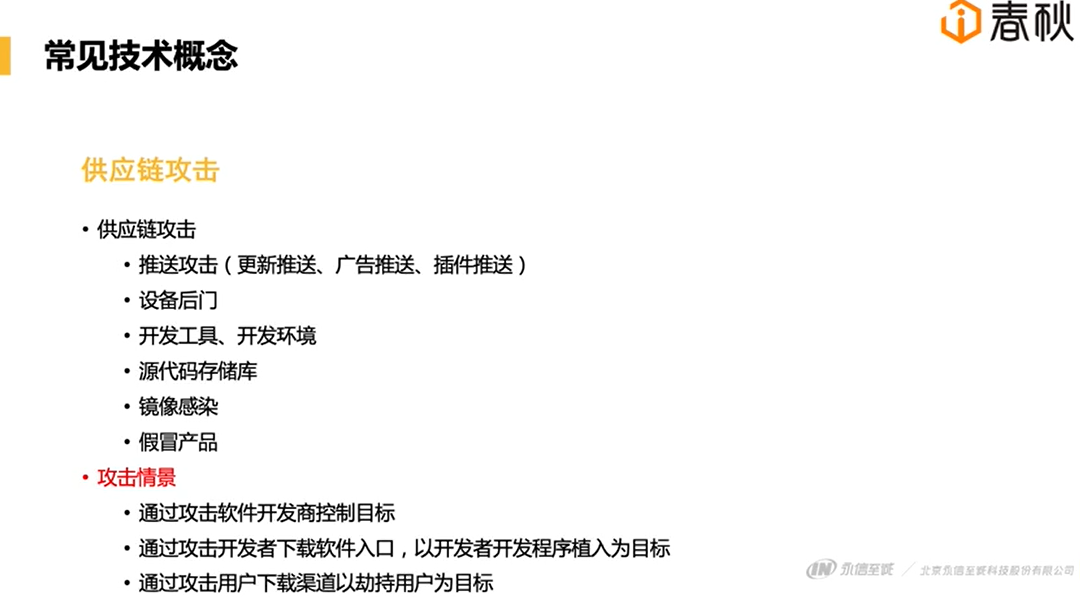 春秋
常见技术概念
供应链攻击
• 供应链攻击
• 推送攻击（更新推送、广告推送、插件推送）
• 设备后门
• 开发工具、开发环境
• 源代码存储库
• 镜像感染
• 假冒产品
• 攻击情景
• 通过攻击软件开发商控制目标
• 通过攻击开发者下载软件入口，以开发者开发程序植入为目标
• 通过攻击用户下载渠道以劫持用户为目标
永信至诚 / 北京永信至诚科技股份有限公司